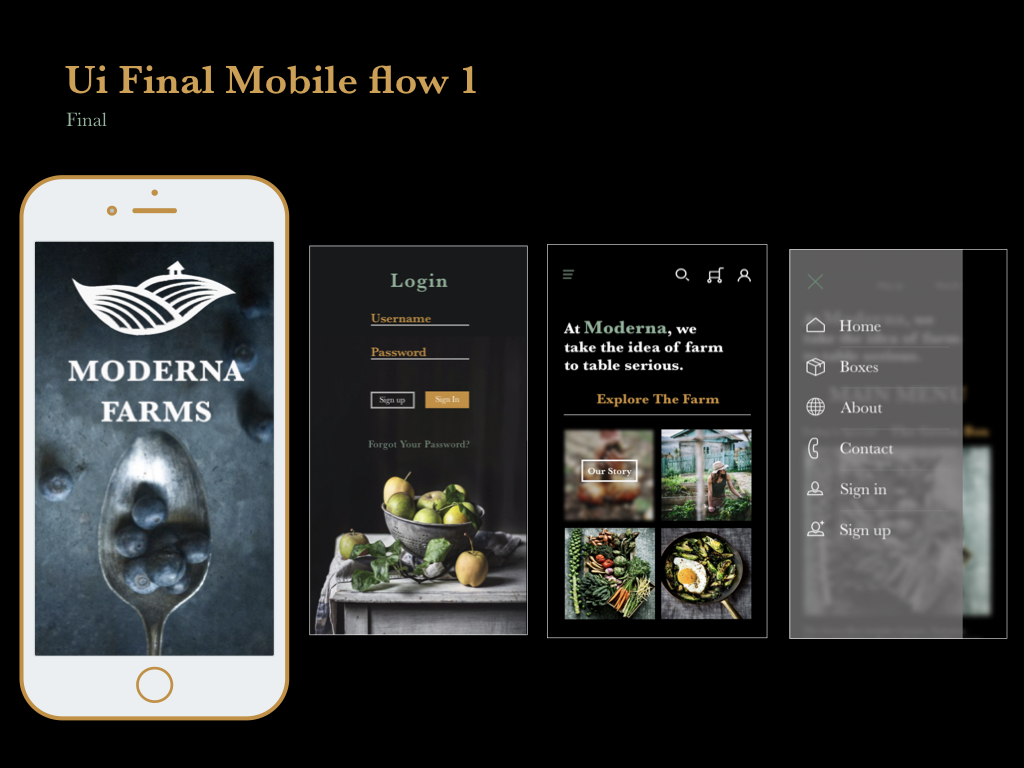 Ui Final Mobile flow 1
Final
MODERNA
FARMS
Login
Username
Password
Sign up
Sign In
Forgot Your Password?
At Moderna, we
take the idea of farm
to table serious.
Explore The Farm
Our Story
Home
Boxes
About
Contact
Sign in
Sign up